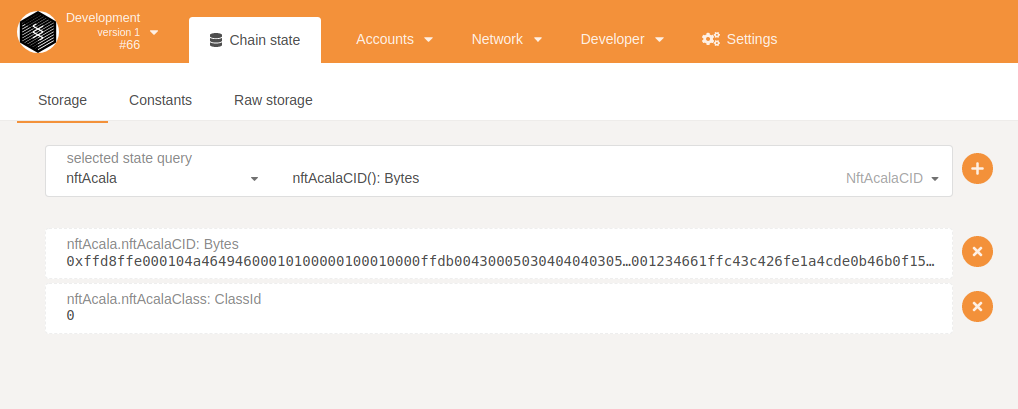 Development
version 1
#66
Chain state
Accounts
Network
Developer
Settings
Storage
Constants
Raw storage
selected state query
nftAcala
nftAcalaCID(): Bytes
NftAcalaCID
nftAcala.nftAcalaCID: Bytes
0xffd8ffe000104a46494600010100000100010000ffdb00430005030404040305…001234661ffc43c426fe1a4cde0b46b0f15…
nftAcala.nftAcalaClass: ClassId
0